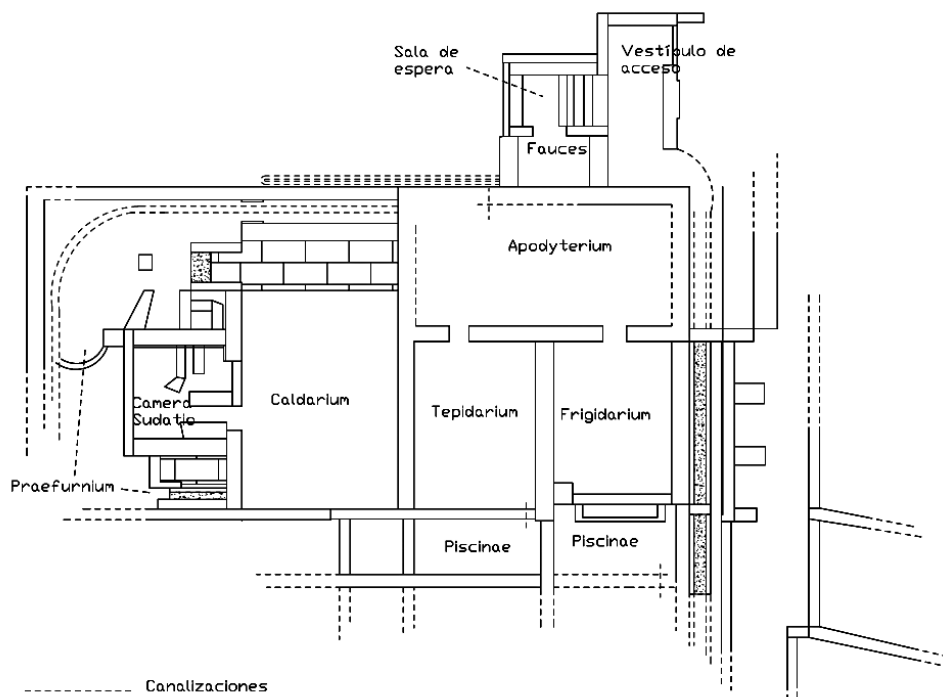 Sala de
espera
Vestíbulo de
acceso
Fauces
Apodyterium
Caldarium
Tepidarium
Frigidarium
Camera
Sudatio
Praefurnium
Piscinae
Piscinae
Canalizaciones